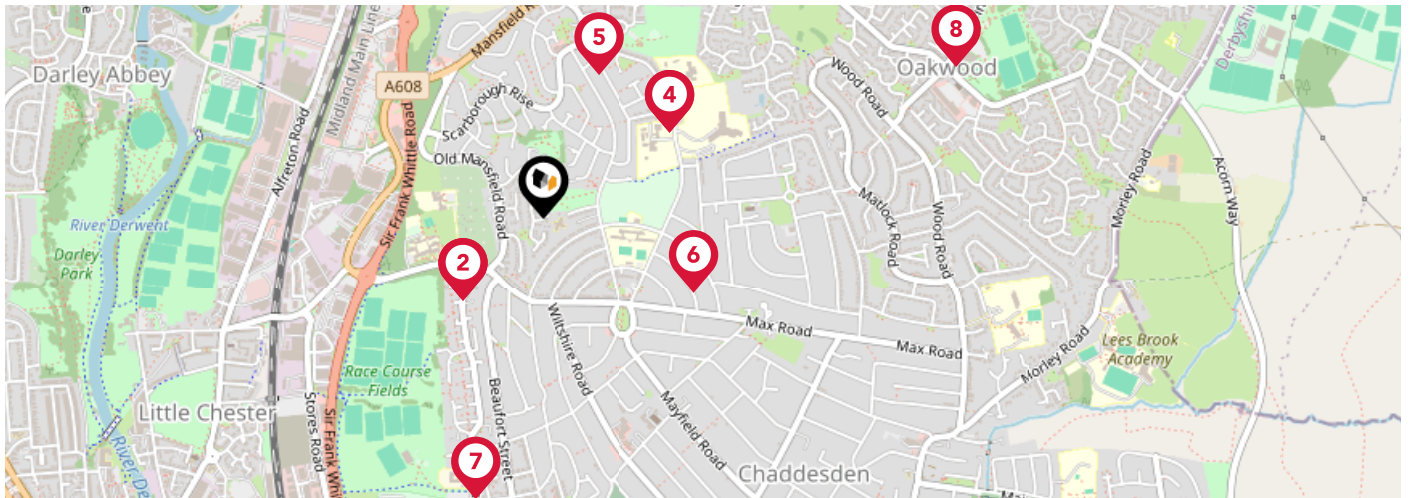 Darley Abbey
Midland Main Line
A608
Mansfield R
5
8
Oakwood
Derbyshir
4
Wood Road
Scarborough Rise
Alfreton Road
Sir Frank Whittle Road
Old Mansfield Road
Morley Road
Acorn Way
River Derwent
Darley
Park
Matlock Road
Wood Road
2
6
Max Road
Max Road
Wiltshire Road
Race Course
Fields
Lees Brook
Academy
Morley Road
Little Chester
Stores Road
Sir Frank Whi
Beaufort Street
Mayfield Road
River De
7
Chaddesden